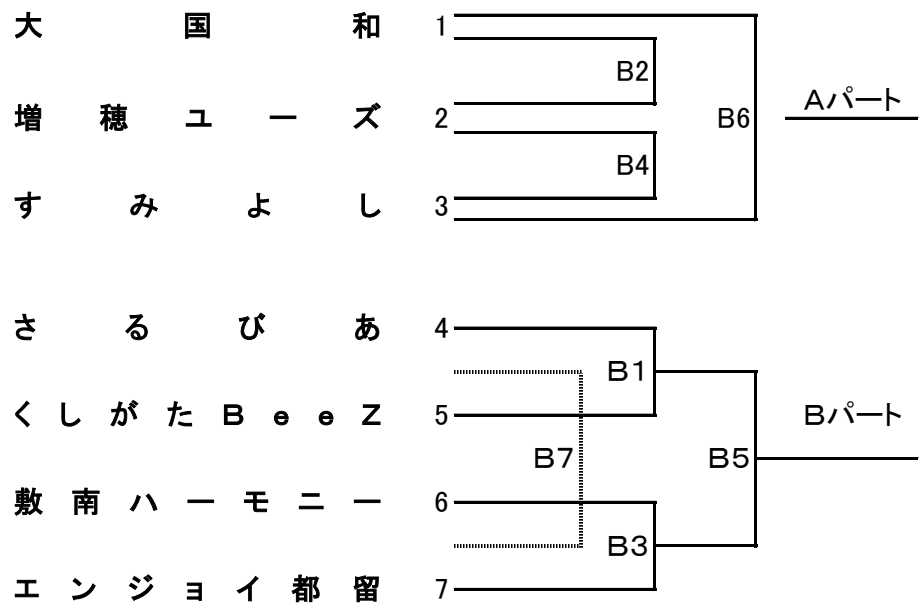 大国和 1
B2
増穂ユーズ 2
B6
Aパート
B4
すみよし 3
さるびあ 4
B1
くしがたBeeZ 5
Bパート
B7
B5
敷南ハーモニー 6
B3
エンジョイ都留 7